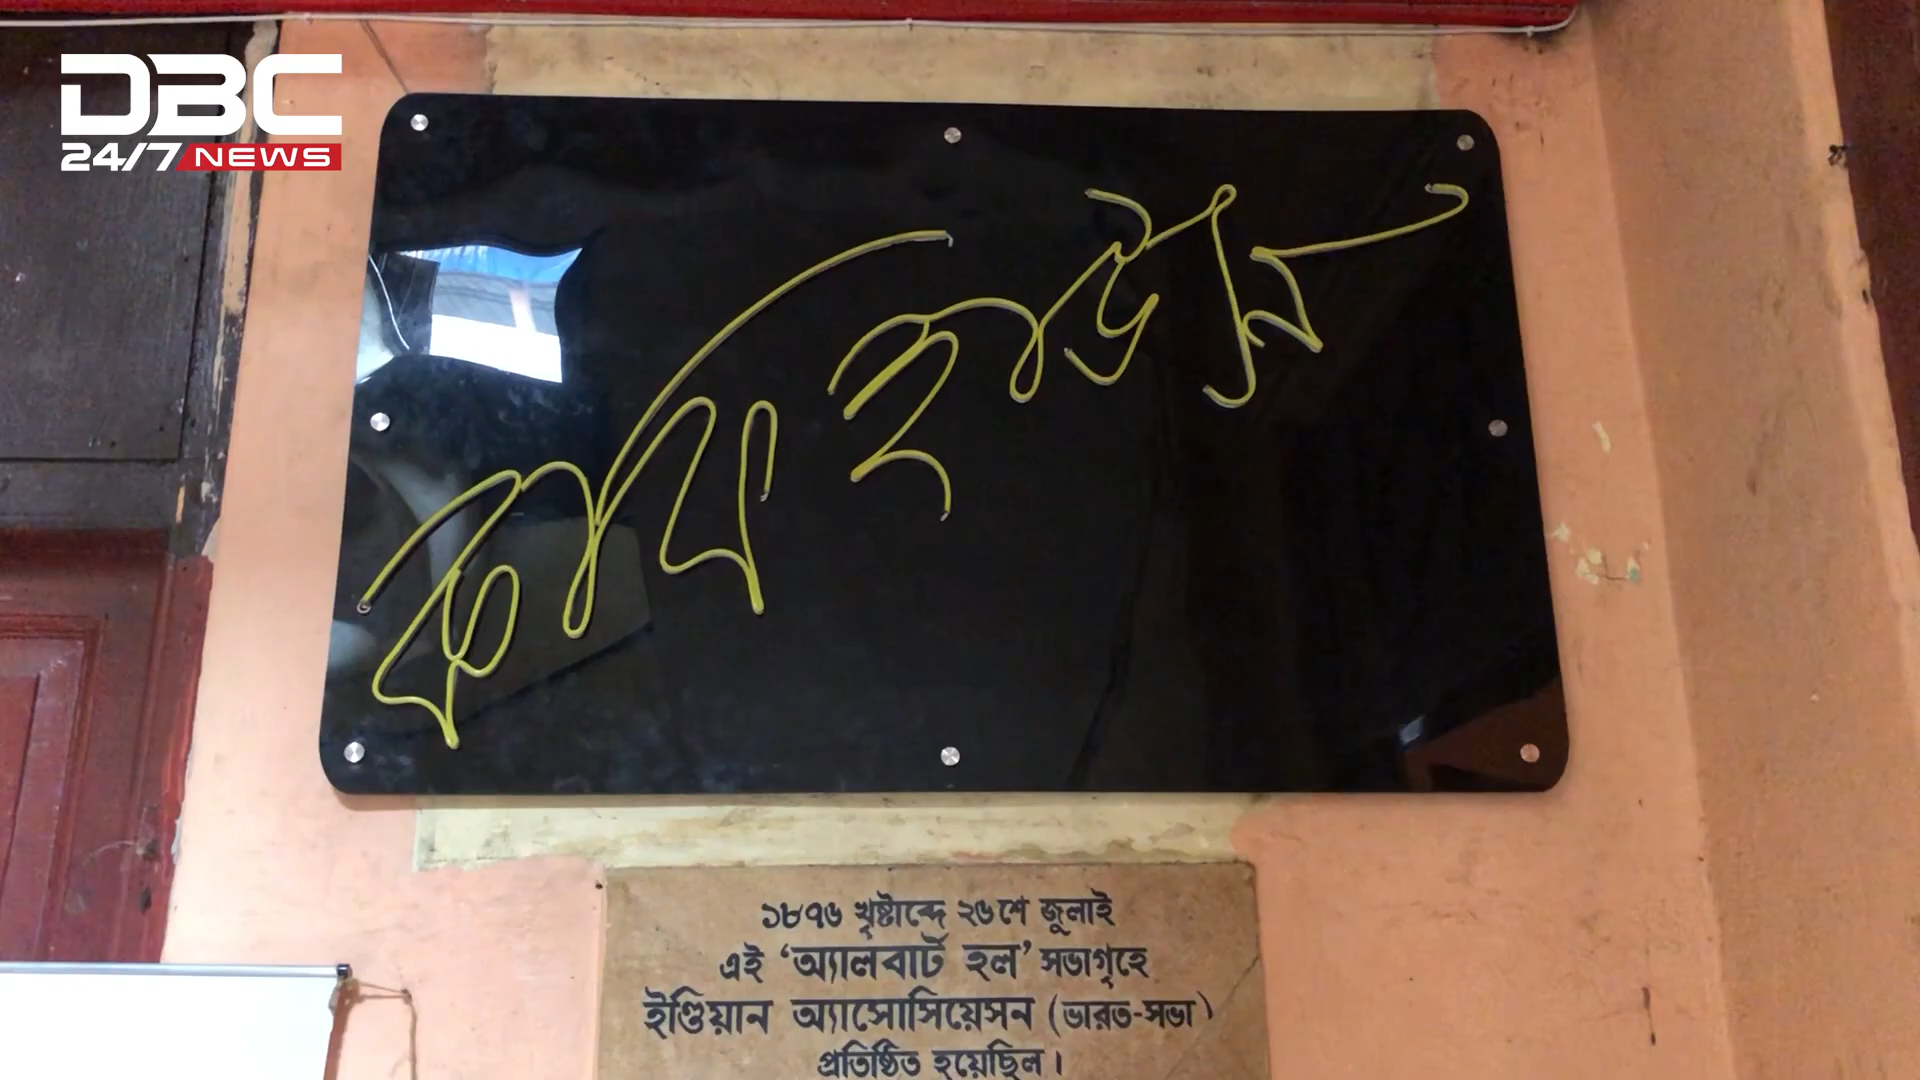 DBC
24/7 NEWS
কফি হাউস
১৮৭৬ খৃষ্টাব্দে ২৬শে জুলাই
এই ‘অ্যালবার্ট হল’ সভাগৃহে
ইণ্ডিয়ান অ্যাসোসিয়েসন (ভারত-সভা)
প্রতিষ্ঠিত হয়েছিল।